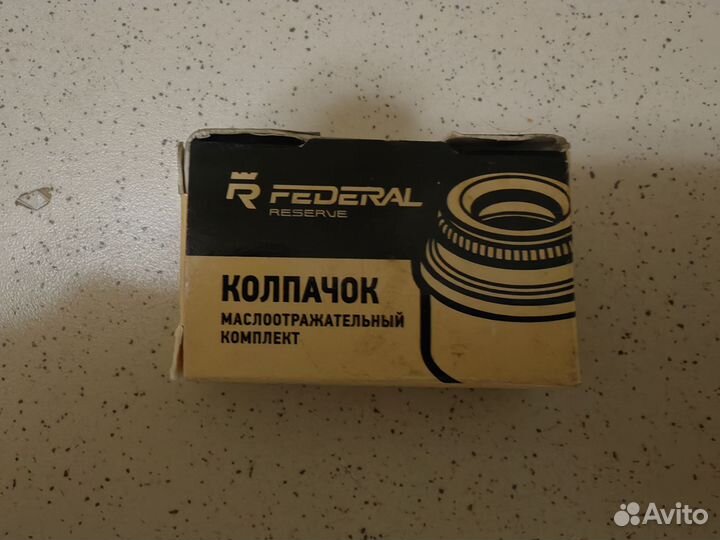 FEDERAL
RESERVE
КОЛПАЧОК
МАСЛООТРАЖАТЕЛЬНЫЙ
КОМПЛЕКТ
Avito